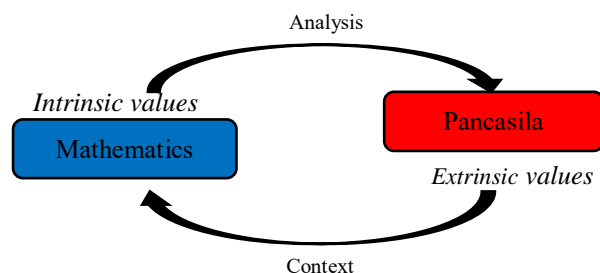 Analysis
Intrinsic values
Mathematics
Pancasila
Extrinsic values
Context